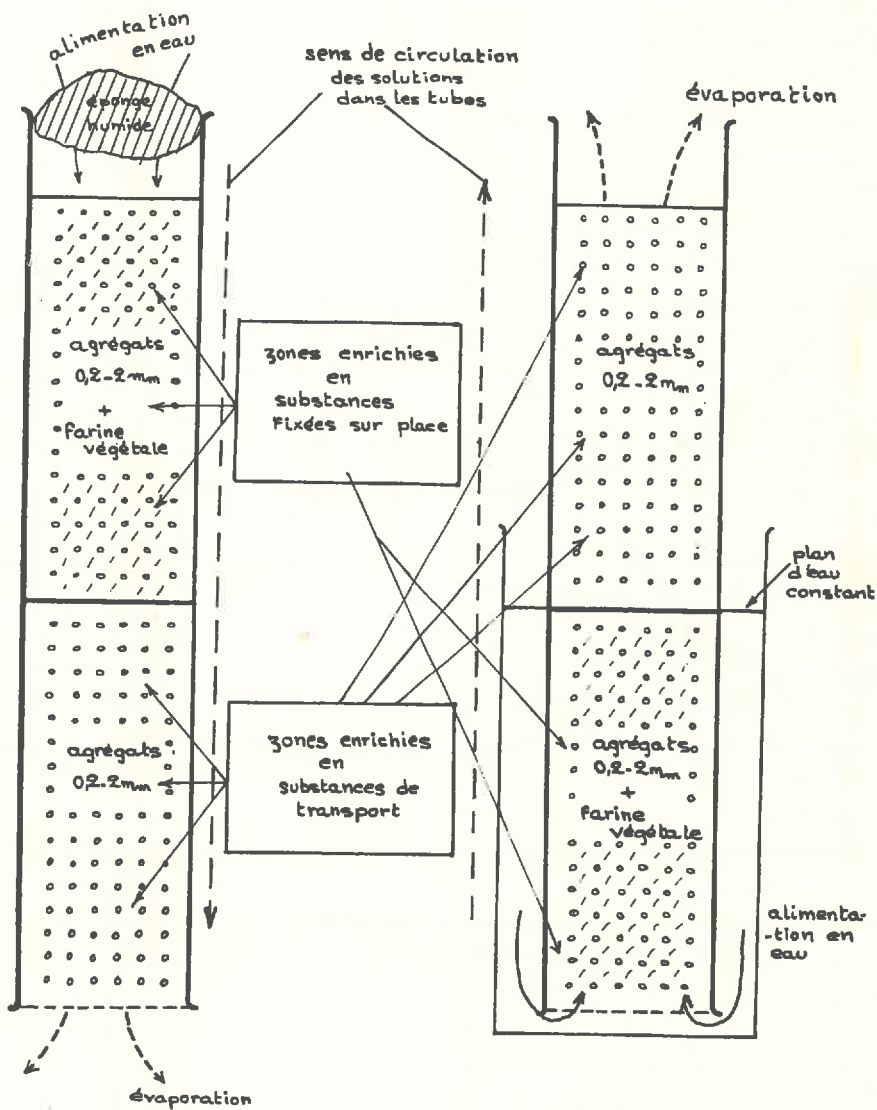 alimentation
en eau
éponge
humide
sens de circulation
des solutions
dans les tubes
évaporation
agrégats
0,2-2mm
+
farine
végétale
zones enrichies
en
substances
fixées sur place
agrégats
0,2-2mm
plan
d'eau
constant
agrégats
0,2-2mm
zones enrichies
en
substances de
transport
agrégats
0,2-2mm
+
farine
végétale
alimenta-
-tion en
eau
évaporation